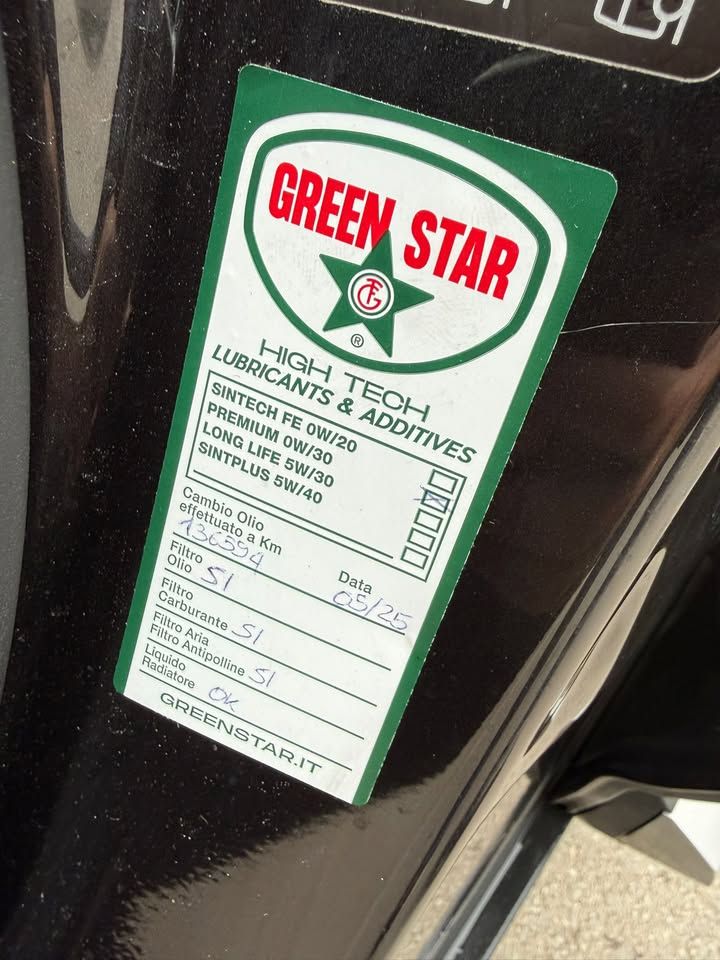 GREEN STAR
TFG
®
HIGH TECH
LUBRICANTS & ADDITIVES
SINTECH FE 0W/20
PREMIUM 0W/30
LONG LIFE 5W/30
SINTPLUS 5W/40
Cambio Olio
effettuato a Km
136594
Data
05/25
Filtro
Olio SI
Filtro
Carburante SI
Filtro Aria
Filtro Antipolline SI
Liquido
Radiatore OK
GREENSTAR.IT